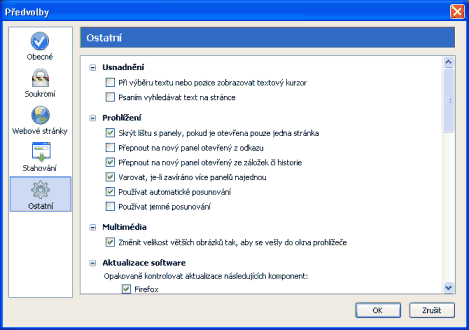 Předvolby
Obecné
Soukromí
Webové stránky
Stahování
Ostatní
Ostatní
Usnadnění
Při výběru textu nebo pozice zobrazovat textový kurzor
Psaním vyhledávat text na stránce
Prohlížení
Skrýt lištu s panely, pokud je otevřena pouze jedna stránka
Přepnout na nový panel otevřený z odkazu
Přepnout na nový panel otevřený ze záložek či historie
Varovat, je-li zavíráno více panelů najednou
Používat automatické posunování
Používat jemné posunování
Multimédia
Změnit velikost větších obrázků tak, aby se vešly do okna prohlížeče
Aktualizace software
Opakovaně kontrolovat aktualizace následujících komponent:
Firefox
OK
Zrušit